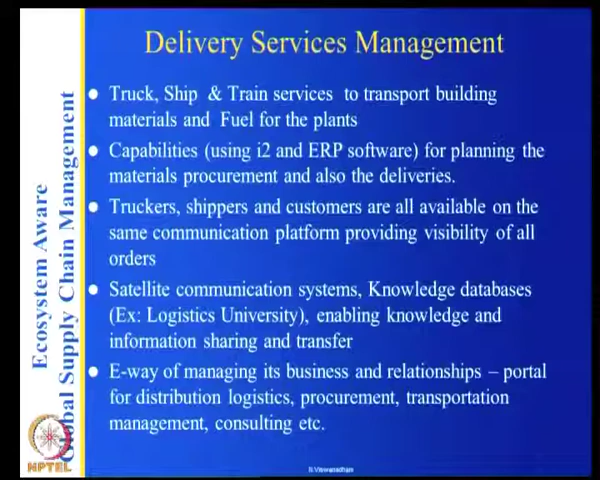 Delivery Services Management
Truck, Ship & Train services to transport building
materials and Fuel for the plants
Capabilities (using i2 and ERP software) for planning the
materials procurement and also the deliveries.
Truckers, shippers and customers are all available on the
same communication platform providing visibility of all
orders
Satellite communication systems, Knowledge databases
(Ex: Logistics University), enabling knowledge and
information sharing and transfer
E-way of managing its business and relationships – portal
for distribution logistics, procurement, transportation
management, consulting etc.
Ecosystem Aware
Global Supply Chain Management
NPTEL
N.Viswanadham